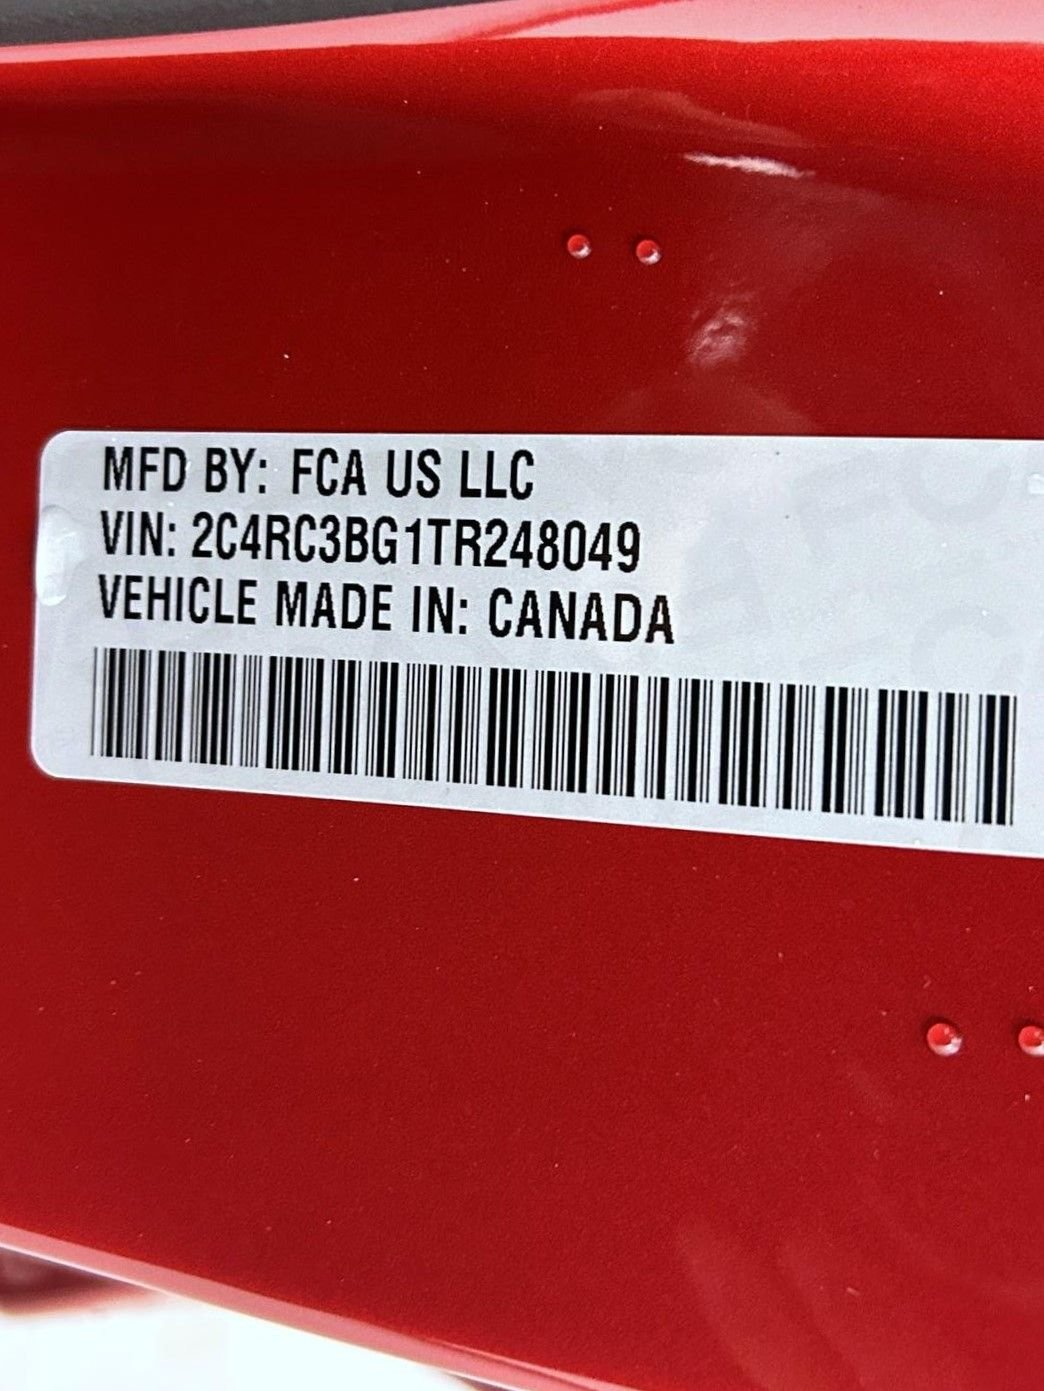 MFD BY: FCA US LLC
VIN: 2C4RC3BG1TR248049
VEHICLE MADE IN: CANADA